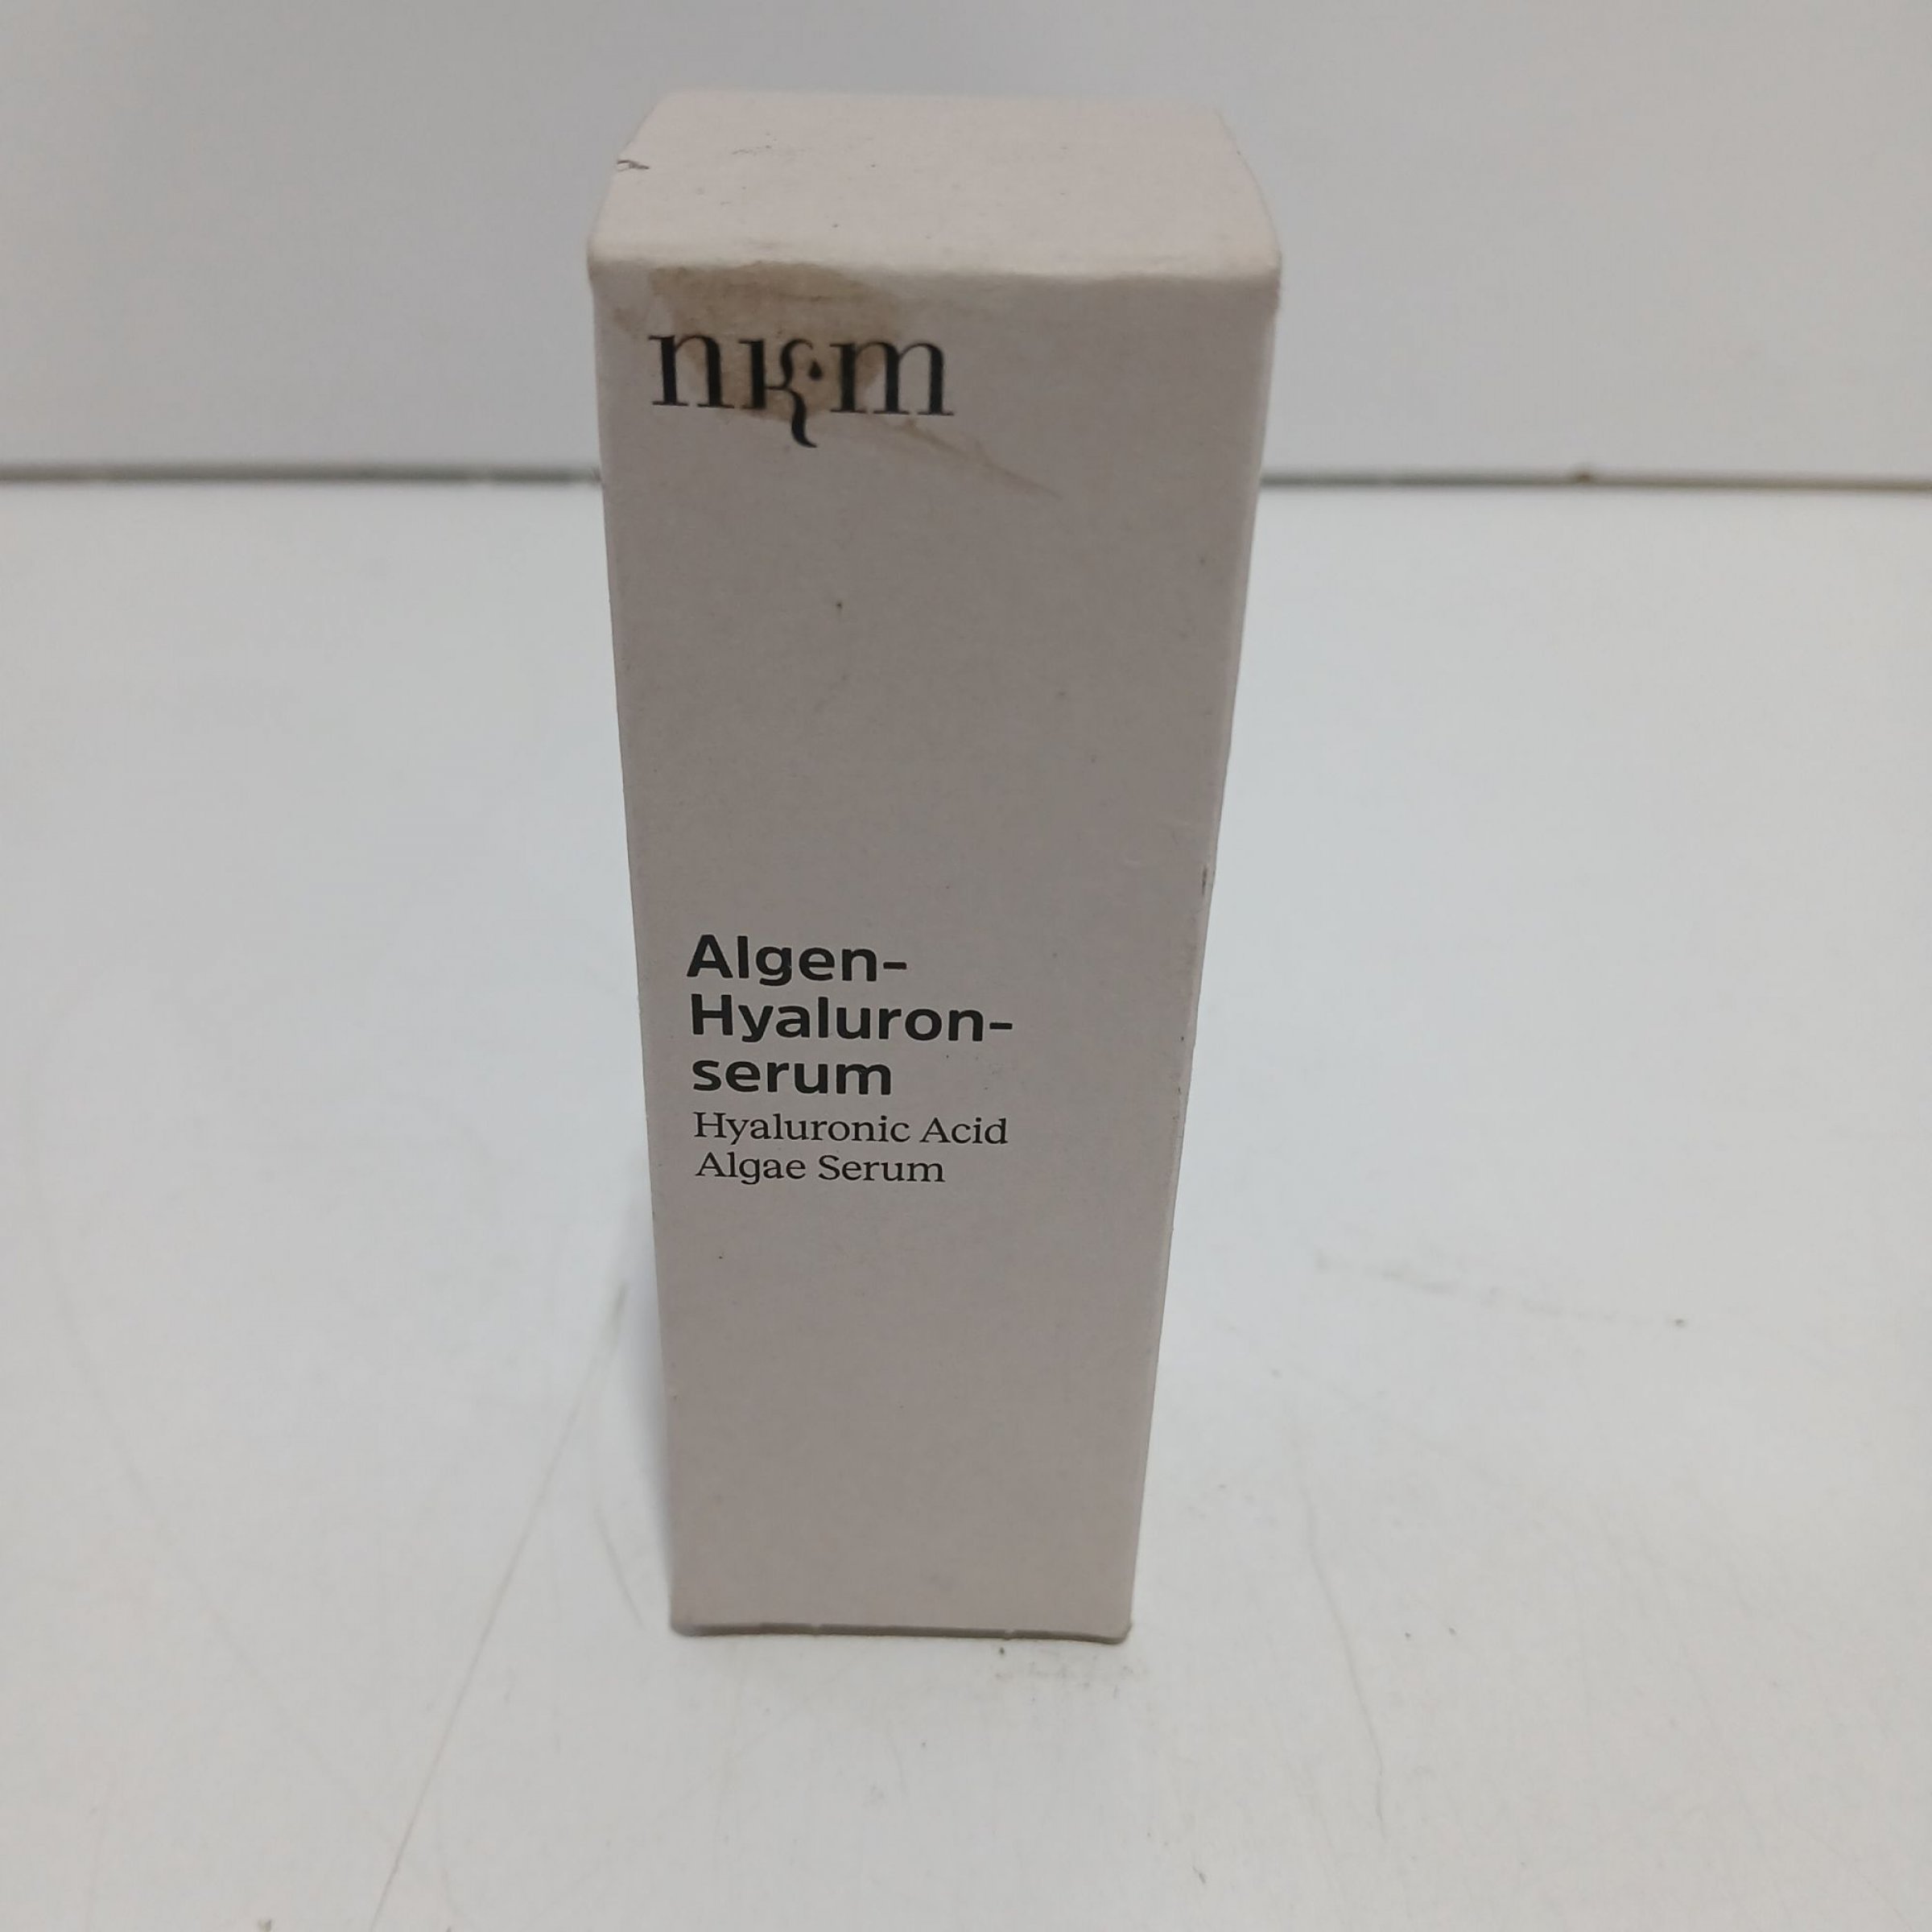 nkm
Algen-
Hyaluron-
serum
Hyaluronic Acid
Algae Serum